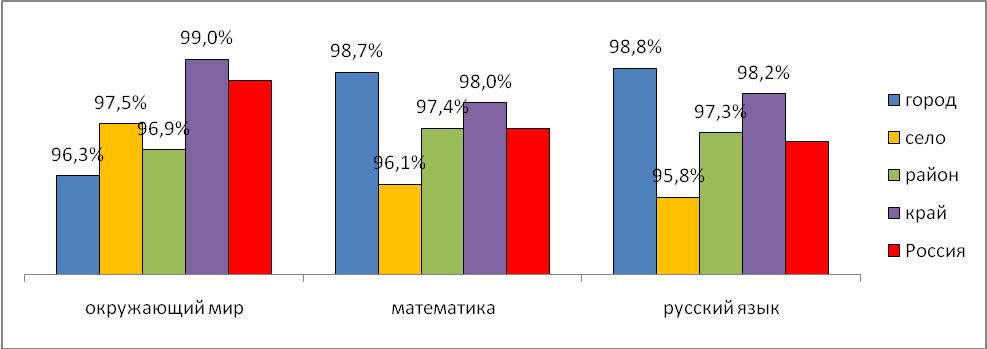 99,0%
97,5%
96,9%
96,3%
98,7%
98,0%
97,4%
96,1%
98,8%
98,2%
97,3%
95,8%
окружающий мир
математика
русский язык
город
село
район
край
Россия